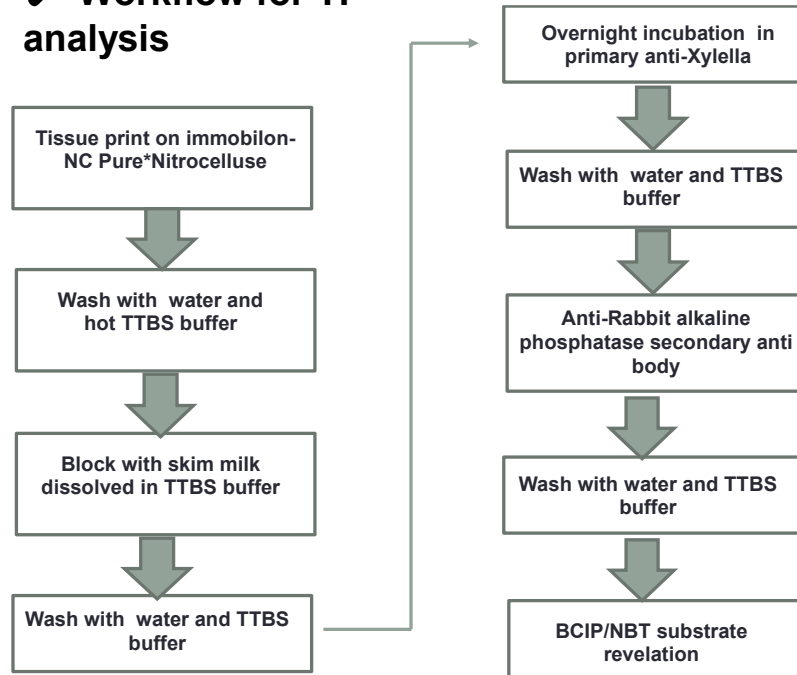 analysis
Tissue print on immobilon-
NC Pure*Nitrocelluse
Wash with water and
hot TTBS buffer
Block with skim milk
dissolved in TTBS buffer
Wash with water and TTBS
buffer
Overnight incubation in
primary anti-Xylella
Wash with water and TTBS
buffer
Anti-Rabbit alkaline
phosphatase secondary anti
body
Wash with water and TTBS
buffer
BCIP/NBT substrate
revelation